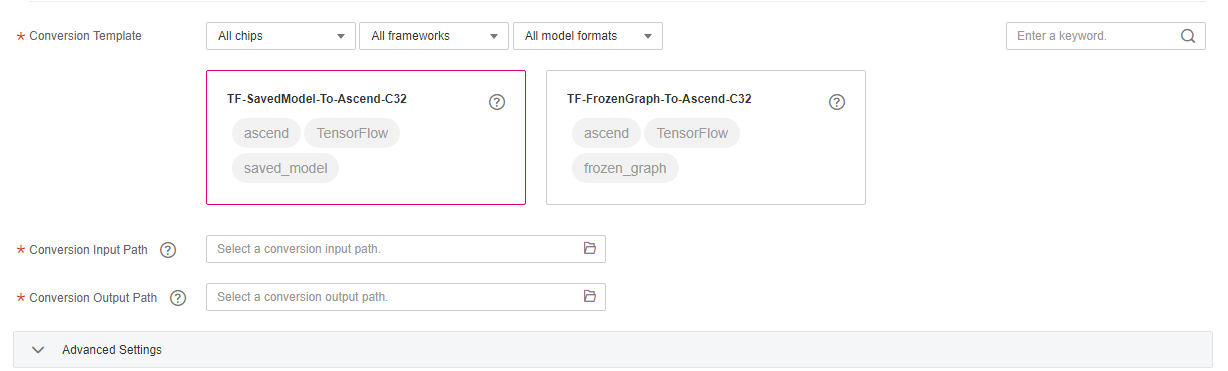 * Conversion Template All chips All frameworks All model formats Enter a keyword.
TF-SavedModel-To-Ascend-C32 ?
ascend TensorFlow
saved_model
TF-FrozenGraph-To-Ascend-C32 ?
ascend TensorFlow
frozen_graph
* Conversion Input Path ? Select a conversion input path.
* Conversion Output Path ? Select a conversion output path.
Advanced Settings